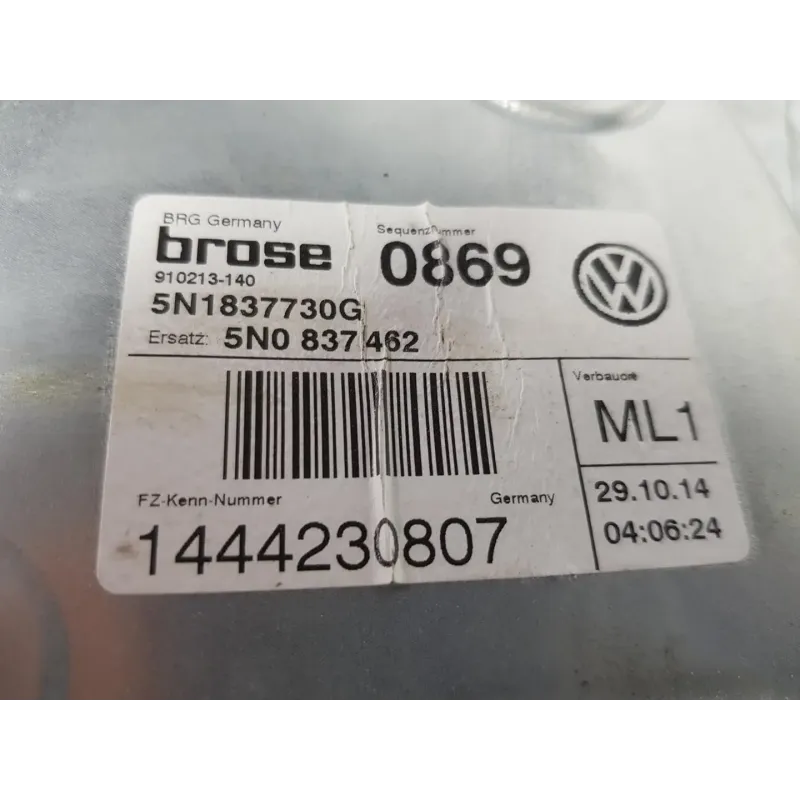 BRG Germany
brose
910213-140
Sequenznummer
0869
5N1837730G
Ersatz: 5N0 837 462
Verbauort
ML1
FZ-Kenn-Nummer
Germany
1444230807
29.10.14
04:06:24